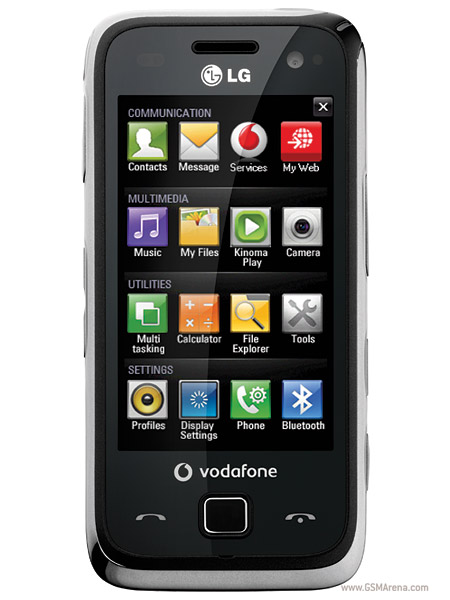 LG
COMMUNICATION
Contacts Message Services My Web
MULTIMEDIA
Music My Files Kinoma Play Camera
UTILITIES
Multi tasking Calculator File Explorer Tools
SETTINGS
Profiles Display Settings Phone Bluetooth
vodafone
www.GSMArena.com